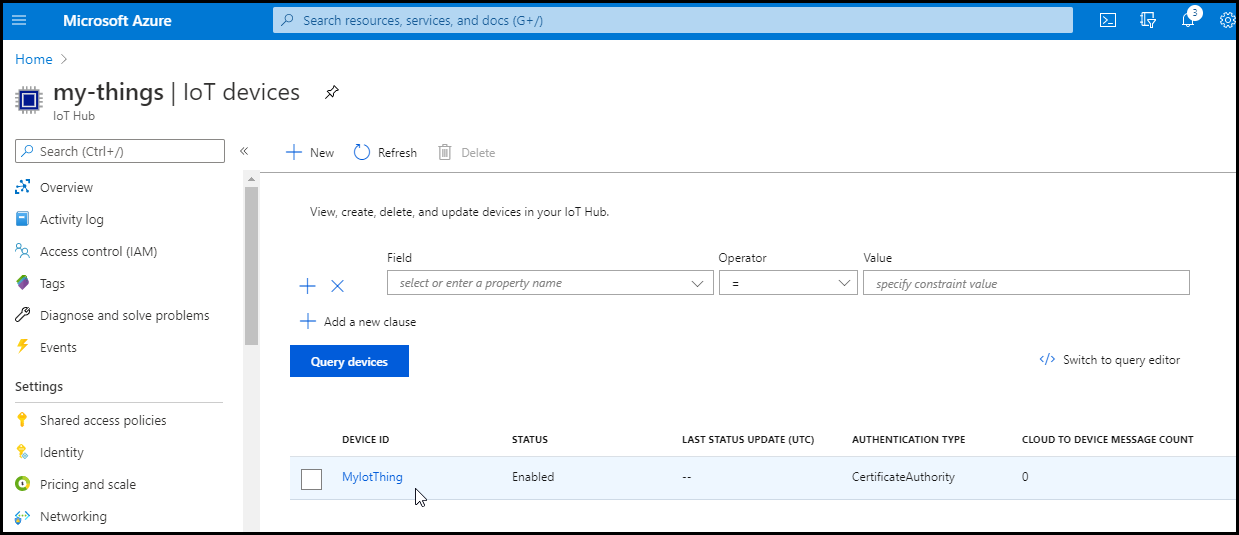 Microsoft Azure
Search resources, services, and docs (G+/)
3
Home
my-things | IoT devices
IoT Hub
Search (Ctrl+/)
«
New
Refresh
Delete
Overview
Activity log
Access control (IAM)
Tags
Diagnose and solve problems
Events
Settings
Shared access policies
Identity
Pricing and scale
Networking
View, create, delete, and update devices in your IoT Hub.
Field
Operator
Value
select or enter a property name
=
specify constraint value
Add a new clause
Query devices
</> Switch to query editor
DEVICE ID STATUS LAST STATUS UPDATE (UTC) AUTHENTICATION TYPE CLOUD TO DEVICE MESSAGE COUNT
MyIotThing Enabled -- CertificateAuthority 0